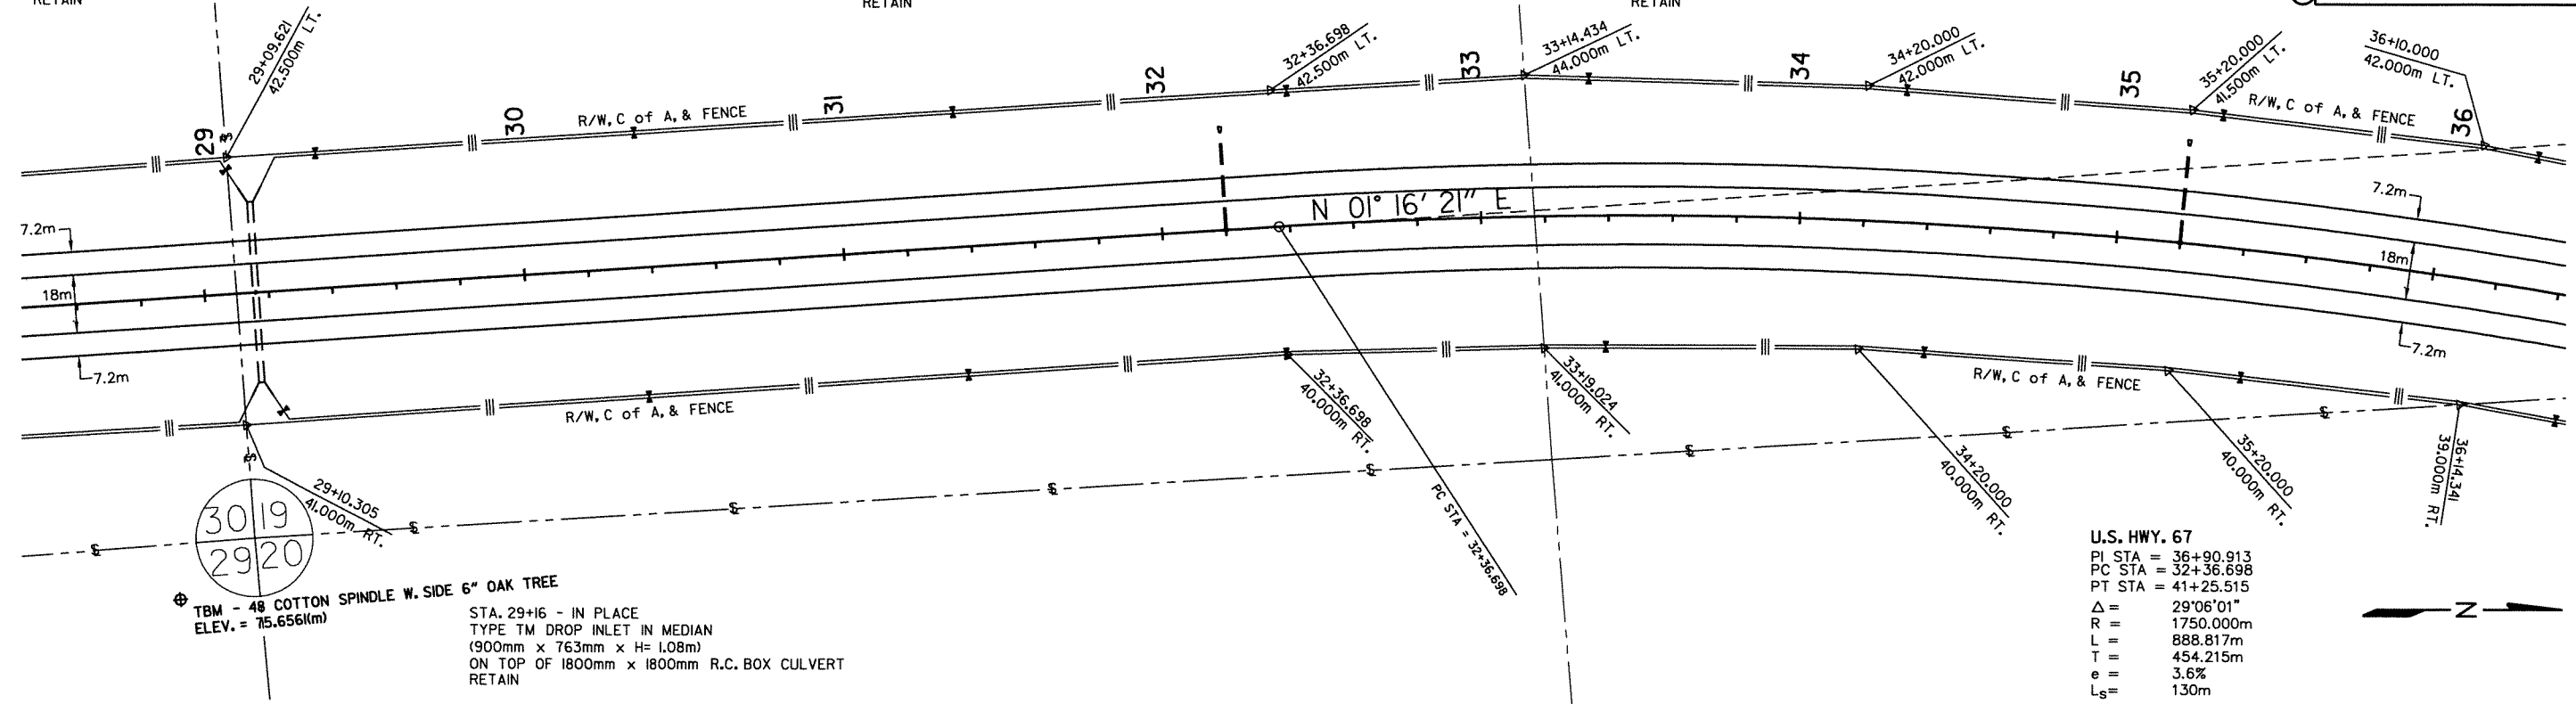 RETAIN
RETAIN
RETAIN
29+09.621
42.500m LT.
32+36.698
42.500m LT.
33+14.434
44.000m LT.
34+20.000
42.000m LT.
35+20.000
41.500m LT.
36+10.000
42.000m LT.
29
30
31
32
33
34
35
36
R/W, C of A, & FENCE
R/W, C of A, & FENCE
N 01° 16' 21" E
7.2m
7.2m
18m
18m
7.2m
7.2m
R/W, C of A, & FENCE
R/W, C of A, & FENCE
29+10.305
41.000m RT.
32+36.698
40.000m RT.
33+19.024
41.000m RT.
34+20.000
40.000m RT.
35+20.000
40.000m RT.
36+14.341
39.000m RT.
PC STA = 32+36.698
30 19
29 20
TBM - 48 COTTON SPINDLE W. SIDE 6" OAK TREE
STA. 29+16 - IN PLACE
TYPE TM DROP INLET IN MEDIAN
(900mm x 763mm x H= 1.08m)
ON TOP OF 1800mm x 1800mm R.C. BOX CULVERT
RETAIN
U.S. HWY. 67
PI STA = 36+90.913
PC STA = 32+36.698
PT STA = 41+25.515
Δ = 29°06'01"
R = 1750.000m
L = 888.817m
T = 454.215m
e = 3.6%
Ls= 130m
N